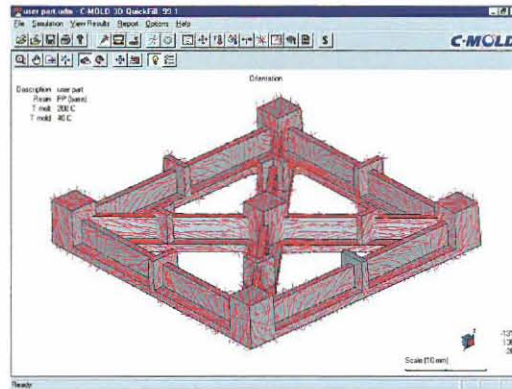 user part.udm - C-MOLD 3D QuickFill 99.1
File Simulation View Results Report Options Help
C·MOLD
Orientation
Description user part
Resin PP (base)
T melt 200 C
T mold 40 C
Scale (10 mm)
Ready